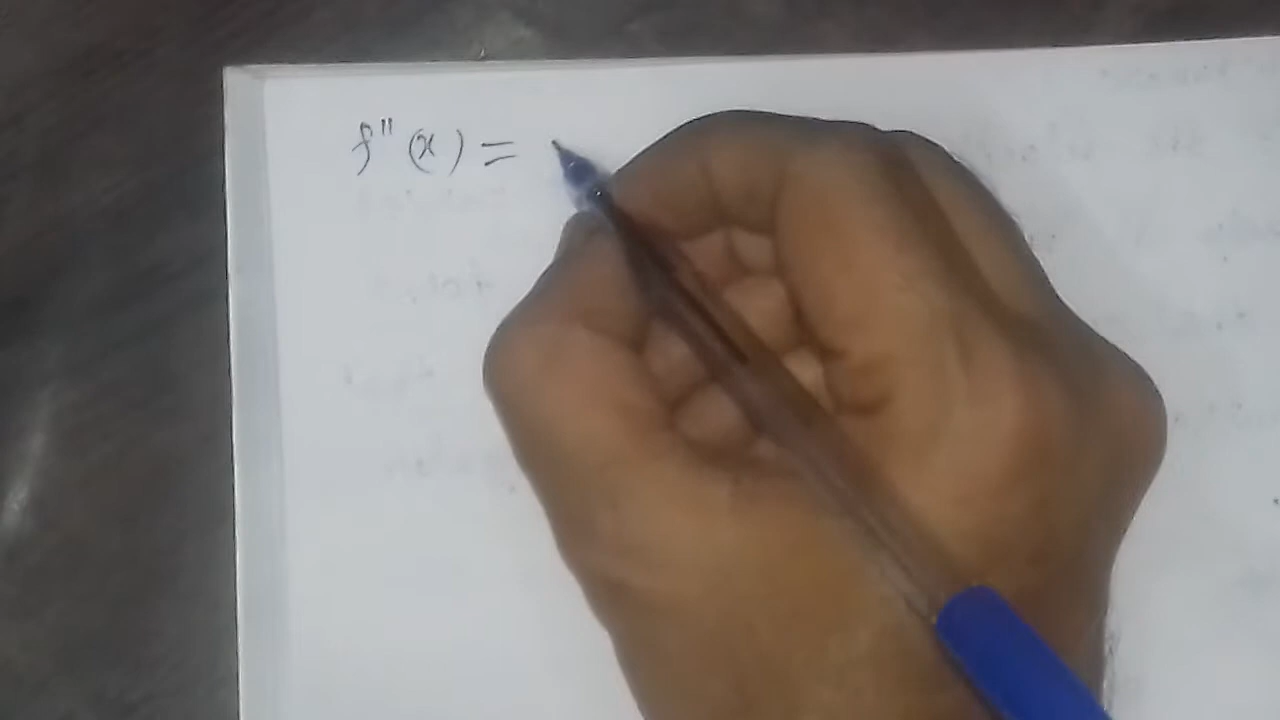 f''(x) =